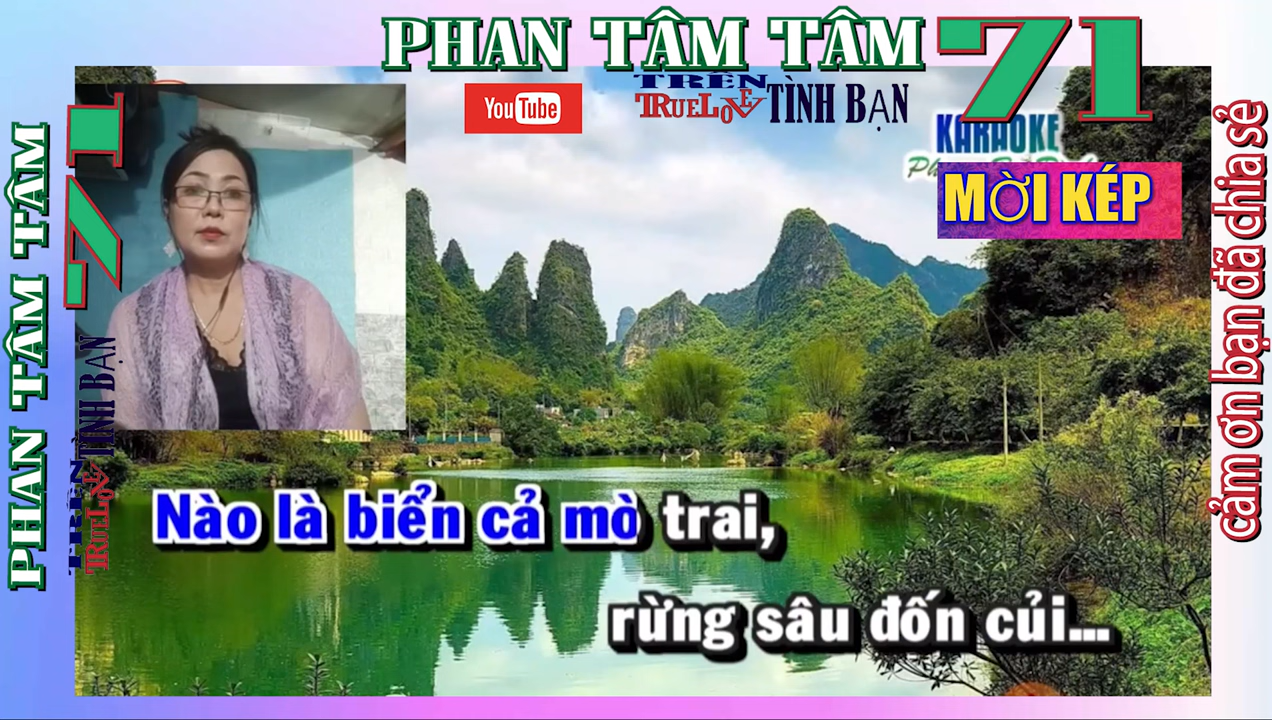 PHAN TÂM TÂM 71
YouTube
TRÊN
TRUELOVE TÌNH BẠN
KARAOKE
MỜI KÉP
PHAN TÂM TÂM 71
TRÊN
TRUELOVE TÌNH BẠN
cảm ơn bạn đã chia sẻ
Nào là biển cả mò trai,
rừng sâu đốn củi...